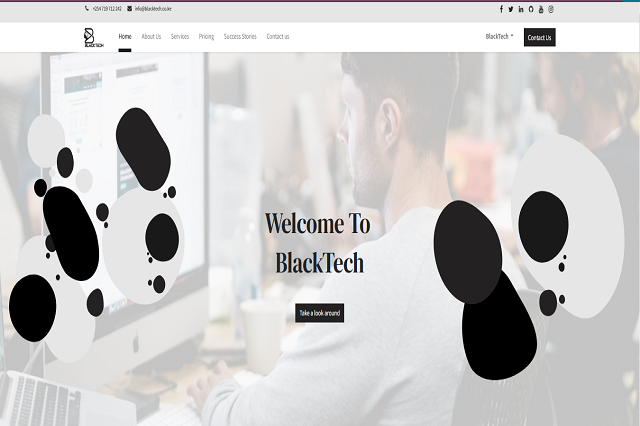 +254 719 712 242 info@blacktech.co.ke
BLACKTECH
Home About Us Services Pricing Success Stories Contact us BlackTech Contact Us
Welcome To
BlackTech
Take a look around